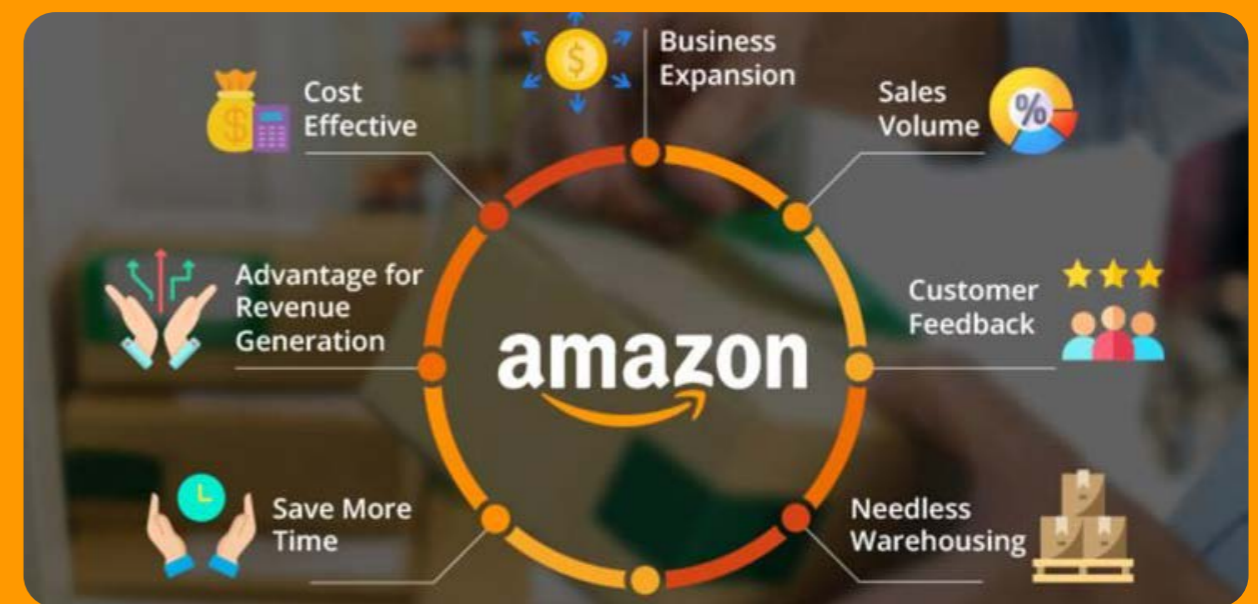 Business
Expansion
Cost
Effective
Sales
Volume
%
$
$
Advantage for
Revenue
Generation
Customer
Feedback
amazon
Save More
Time
Needless
Warehousing